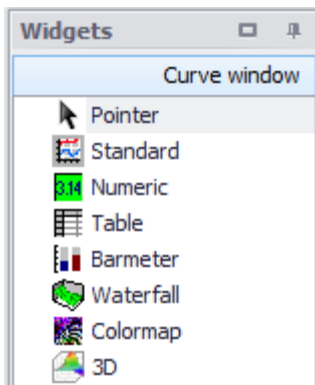 Widgets
Curve window
Pointer
Standard
3.14 Numeric
Table
Barmeter
Waterfall
Colormap
3D